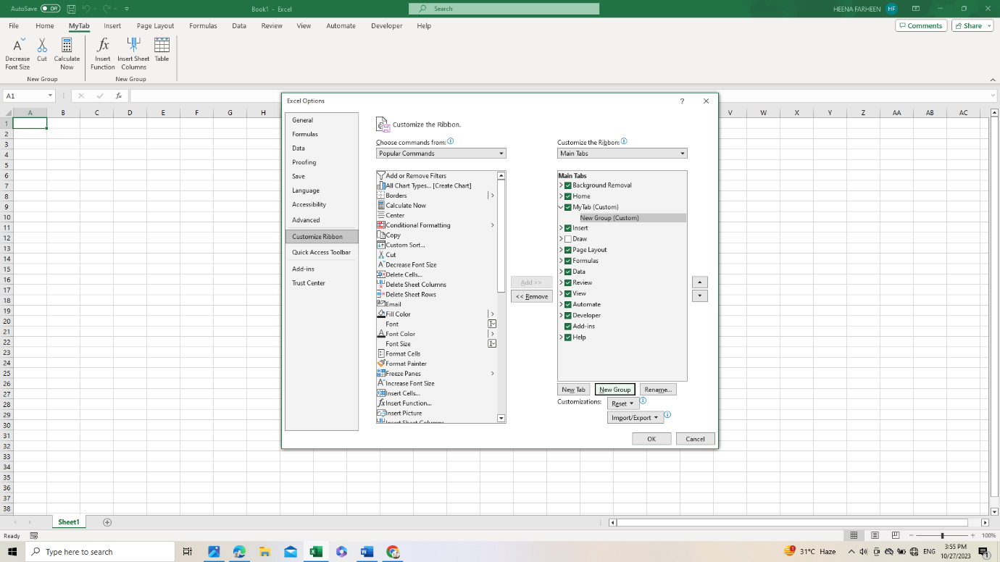 AutoSave Off Book1 - Excel Search HEENA FARHEEN HF
File Home MyTab Insert Page Layout Formulas Data Review View Automate Developer Help Comments Share
Decrease Font Size
Cut
Calculate Now
New Group
Insert Function
Insert Sheet Columns
Table
New Group
A1 fx
A B C D E F G H V W X Y Z AA AB AC
1
2
3
4
5
6
7
8
9
10
11
12
13
14
15
16
17
18
19
20
21
22
23
24
25
26
27
28
29
30
31
32
33
34
35
36
37
38
Excel Options ?
General
Formulas
Data
Proofing
Save
Language
Accessibility
Advanced
Customize Ribbon
Quick Access Toolbar
Add-ins
Trust Center
Customize the Ribbon.
Choose commands from:
Popular Commands
Add or Remove Filters
All Chart Types... [Create Chart]
Borders
Calculate Now
Center
Conditional Formatting
Copy
Custom Sort...
Cut
Decrease Font Size
Delete Cells...
Delete Sheet Columns
Delete Sheet Rows
Email
Fill Color
Font
Font Color
Font Size
Format Cells
Format Painter
Freeze Panes
Increase Font Size
Insert Cells...
Insert Function...
Insert Picture
Insert Sheet Columns
Add >>
<< Remove
Customize the Ribbon:
Main Tabs
Main Tabs
Background Removal
Home
MyTab (Custom)
New Group (Custom)
Insert
Draw
Page Layout
Formulas
Data
Review
View
Automate
Developer
Add-ins
Help
New Tab New Group Rename...
Customizations: Reset
Import/Export
OK Cancel
Sheet1
Ready 100%
Type here to search 31°C Haze ENG 3:55 PM
10/27/2023 1